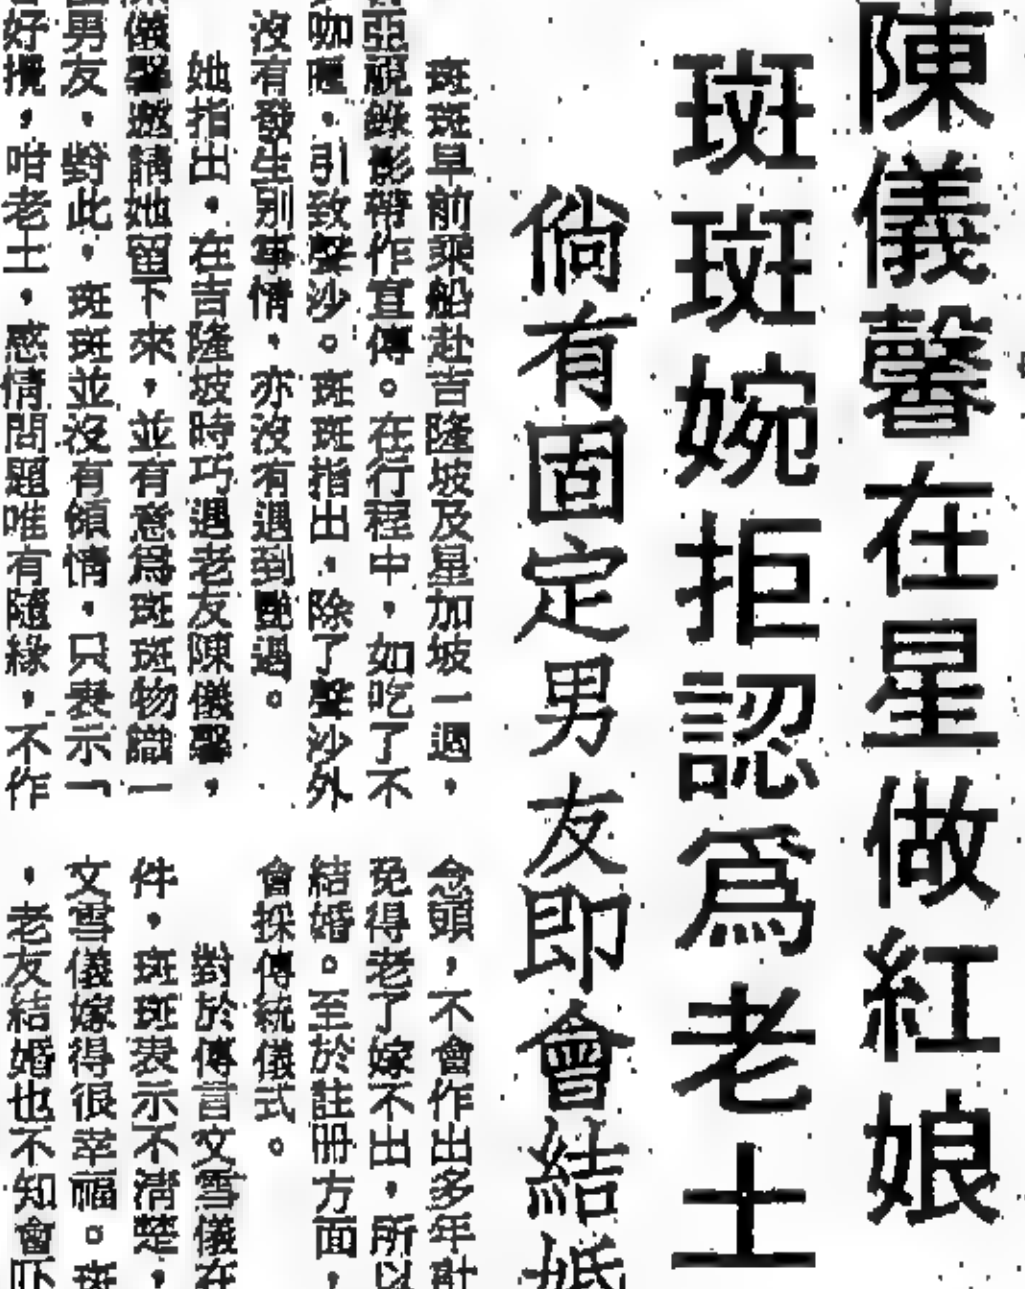 陳儀馨在星做紅娘
斑斑婉拒認爲老土
倘有固定男友即會結婚
斑斑早前乘船赴吉隆坡及星加坡一週，
亞視錄影帶作宣傳。在行程中，如吃了不
咖喱，引致聲沙。斑斑指出，除了聲沙外
沒有發生別事情，亦沒有遇到艷遇。
她指出，在吉隆坡時巧遇老友陳儀馨，
儀馨邀請她留下來，並有意爲斑斑物識一
男友，對此，斑斑並沒有領情，只表示「
好攪，咁老土，感情問題唯有隨緣，不作
念頭，不會作出多年計
免得老了嫁不出，所以
結婚。至於註冊方面，
會採傳統儀式。
對於傳言文雪儀在
件，斑斑表示不清楚，
文雪儀嫁得很幸福。斑
，老友結婚也不知會吓